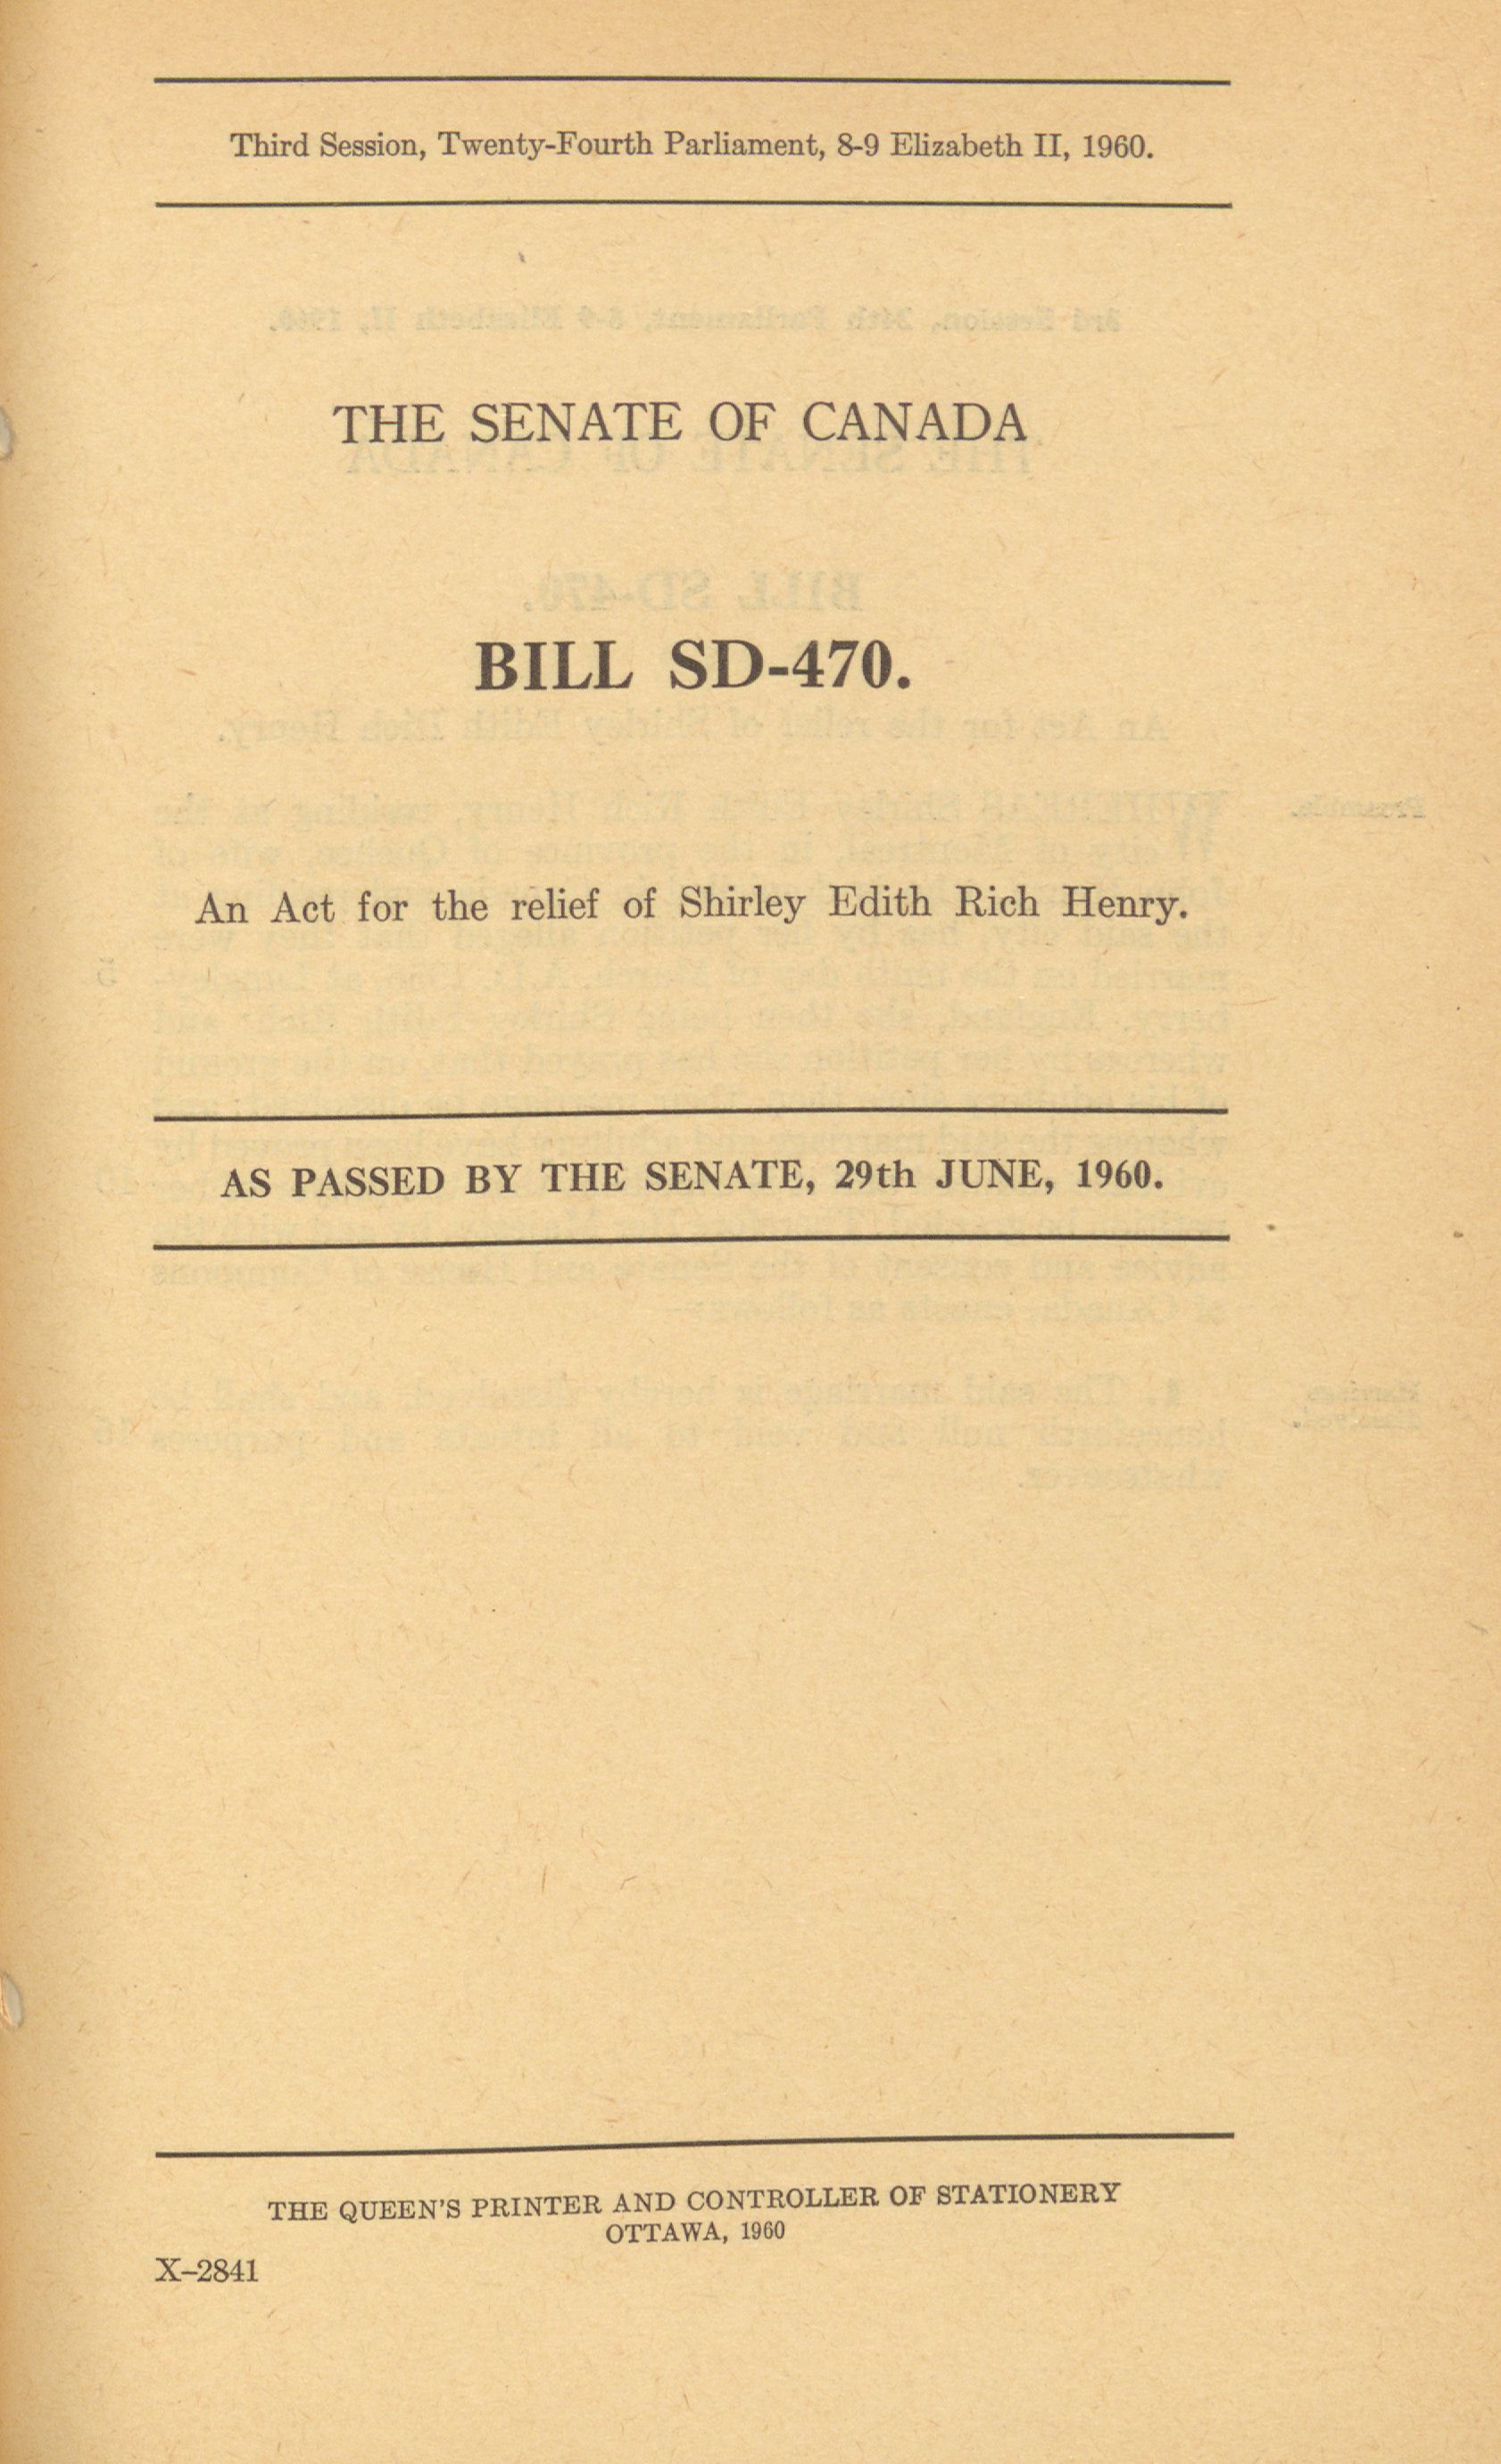 Third Session, Twenty-Fourth Parliament, 8-9 Elizabeth II, 1960.
THE SENATE OF CANADA
BILL SD-470.
An Act for the relief of Shirley Edith Rich Henry.
AS PASSED BY THE SENATE, 29th JUNE, 1960.
THE QUEEN'S PRINTER AND CONTROLLER OF STATIONERY
OTTAWA, 1960
X–2841